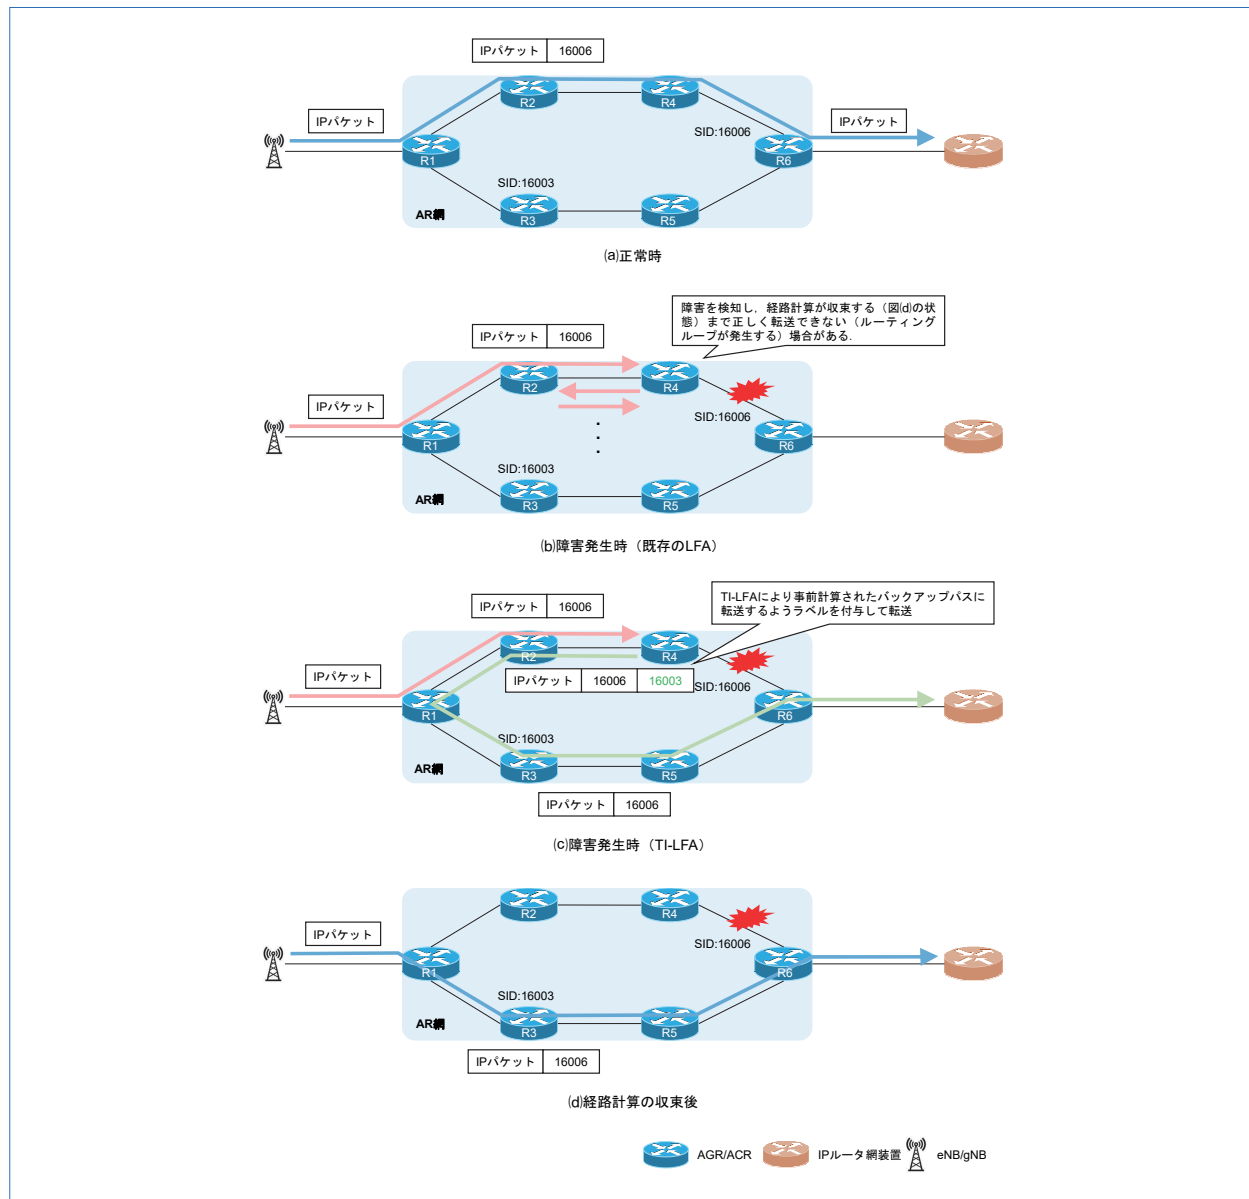 IPパケット 16006
R2
R4
IPパケット
IPパケット
SID:16006
R1
R6
SID:16003
R3
R5
AR網
(a)正常時
障害を検知し，経路計算が収束する（図(d)の状
態）まで正しく転送できない（ルーティング
ループが発生する）場合がある.
IPパケット 16006
R2
R4
IPパケット
SID:16006
R1
R6
SID:16003
R3
R5
AR網
(b)障害発生時（既存のLFA）
TI-LFAにより事前計算されたバックアップパスに
転送するようラベルを付与して転送
IPパケット 16006
R2
R4
IPパケット
IPパケット 16006 16003
SID:16006
R1
R6
SID:16003
R3
R5
AR網
IPパケット 16006
(c)障害発生時（TI-LFA）
R2
R4
IPパケット
SID:16006
R1
R6
SID:16003
R3
R5
AR網
IPパケット 16006
(d)経路計算の収束後
AGR/ACR
IPルータ網装置
eNB/gNB